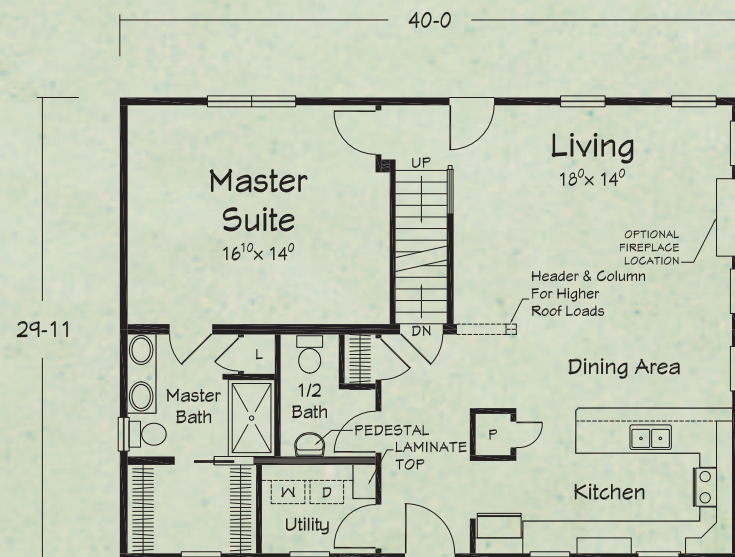 40-0
Living
18⁰x 14⁰
UP
Master
Suite
16¹⁰x 14⁰
OPTIONAL
FIREPLACE
LOCATION
Header & Column
For Higher
Roof Loads
29-11
DN
L
Dining Area
Master
Bath
1/2
Bath
PEDESTAL
LAMINATE
TOP
P
W
D
Kitchen
Utility